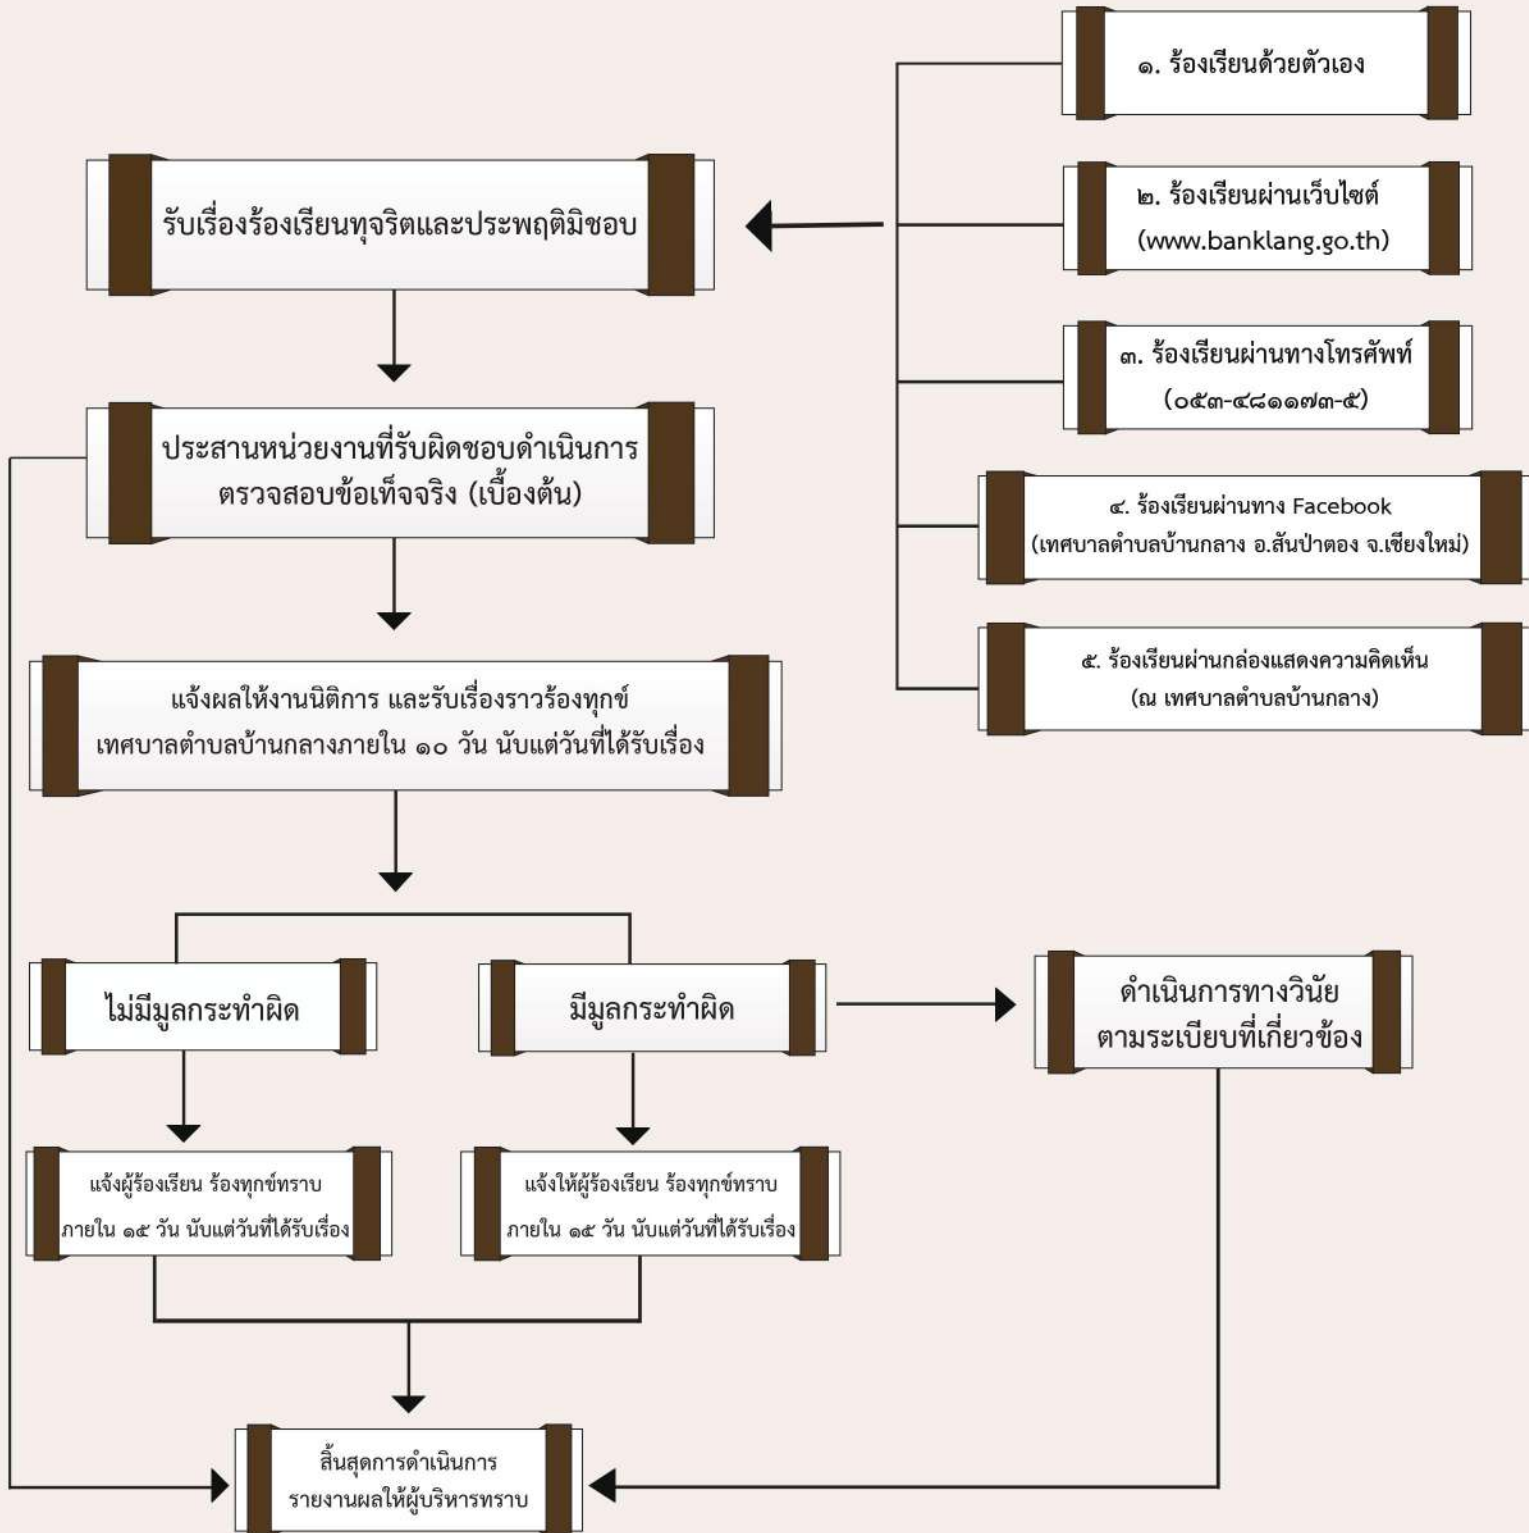 ๑. ร้องเรียนด้วยตัวเอง
๒. ร้องเรียนผ่านเว็บไซต์
(www.banklang.go.th)
๓. ร้องเรียนผ่านทางโทรศัพท์
(๐๕๓-๔๘๑๑๗๓-๕)
๔. ร้องเรียนผ่านทาง Facebook
(เทศบาลตำบลบ้านกลาง อ.สันป่าตอง จ.เชียงใหม่)
๕. ร้องเรียนผ่านกล่องแสดงความคิดเห็น
(ณ เทศบาลตำบลบ้านกลาง)
รับเรื่องร้องเรียนทุจริตและประพฤติมิชอบ
ประสานหน่วยงานที่รับผิดชอบดำเนินการ
ตรวจสอบข้อเท็จจริง (เบื้องต้น)
แจ้งผลให้งานนิติการ และรับเรื่องราวร้องทุกข์
เทศบาลตำบลบ้านกลางภายใน ๑๐ วัน นับแต่วันที่ได้รับเรื่อง
ไม่มีมูลกระทำผิด
มีมูลกระทำผิด
ดำเนินการทางวินัย
ตามระเบียบที่เกี่ยวข้อง
แจ้งผู้ร้องเรียน ร้องทุกข์ทราบ
ภายใน ๑๕ วัน นับแต่วันที่ได้รับเรื่อง
แจ้งให้ผู้ร้องเรียน ร้องทุกข์ทราบ
ภายใน ๑๕ วัน นับแต่วันที่ได้รับเรื่อง
สิ้นสุดการดำเนินการ
รายงานผลให้ผู้บริหารทราบ